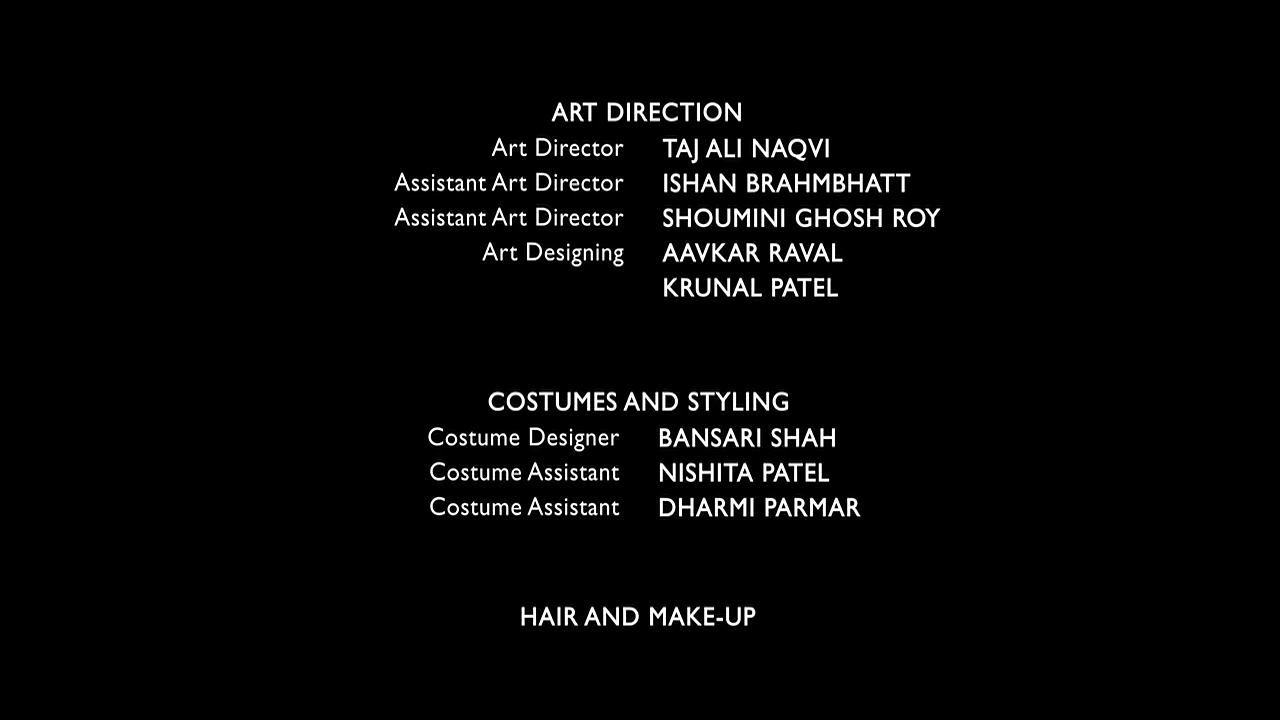 ART DIRECTION
Art Director TAJ ALI NAQVI
Assistant Art Director ISHAN BRAHMBHATT
Assistant Art Director SHOUMINI GHOSH ROY
Art Designing AAVKAR RAVAL
KRUNAL PATEL
COSTUMES AND STYLING
Costume Designer BANSARI SHAH
Costume Assistant NISHITA PATEL
Costume Assistant DHARMI PARMAR
HAIR AND MAKE-UP